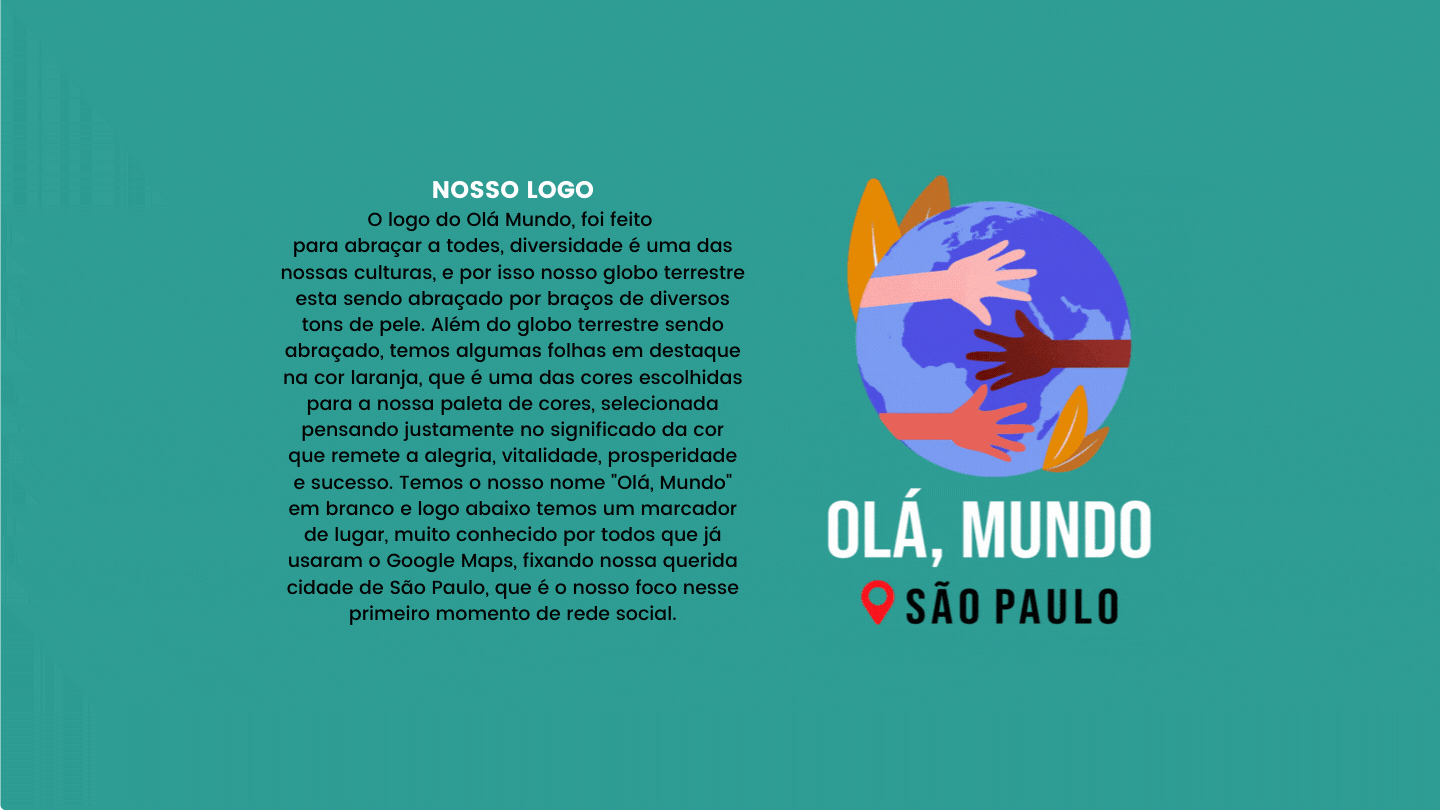 NOSSO LOGO
O logo do Olá Mundo, foi feito
para abraçar a todes, diversidade é uma das
nossas culturas, e por isso nosso globo terrestre
esta sendo abraçado por braços de diversos
tons de pele. Além do globo terrestre sendo
abraçado, temos algumas folhas em destaque
na cor laranja, que é uma das cores escolhidas
para a nossa paleta de cores, selecionada
pensando justamente no significado da cor
que remete a alegria, vitalidade, prosperidade
e sucesso. Temos o nosso nome "Olá, Mundo"
em branco e logo abaixo temos um marcador
de lugar, muito conhecido por todos que já
usaram o Google Maps, fixando nossa querida
cidade de São Paulo, que é o nosso foco nesse
primeiro momento de rede social.
OLÁ, MUNDO
SÃO PAULO